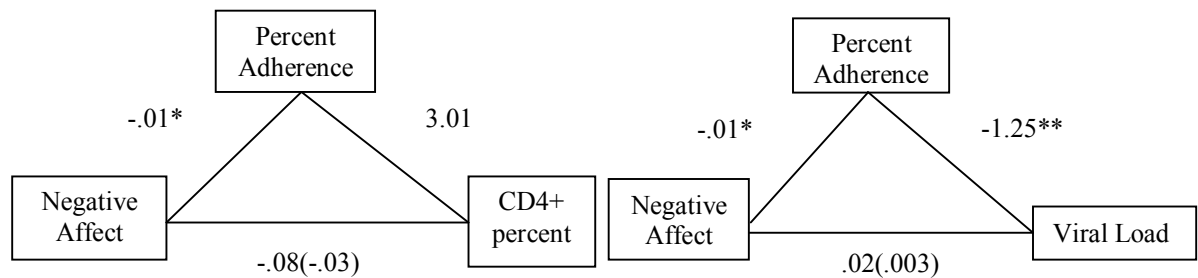 Percent
Adherence
-.01*
3.01
Negative
Affect
CD4+
percent
-.08(-.03)
Percent
Adherence
-.01*
-1.25**
Negative
Affect
Viral Load
.02(.003)